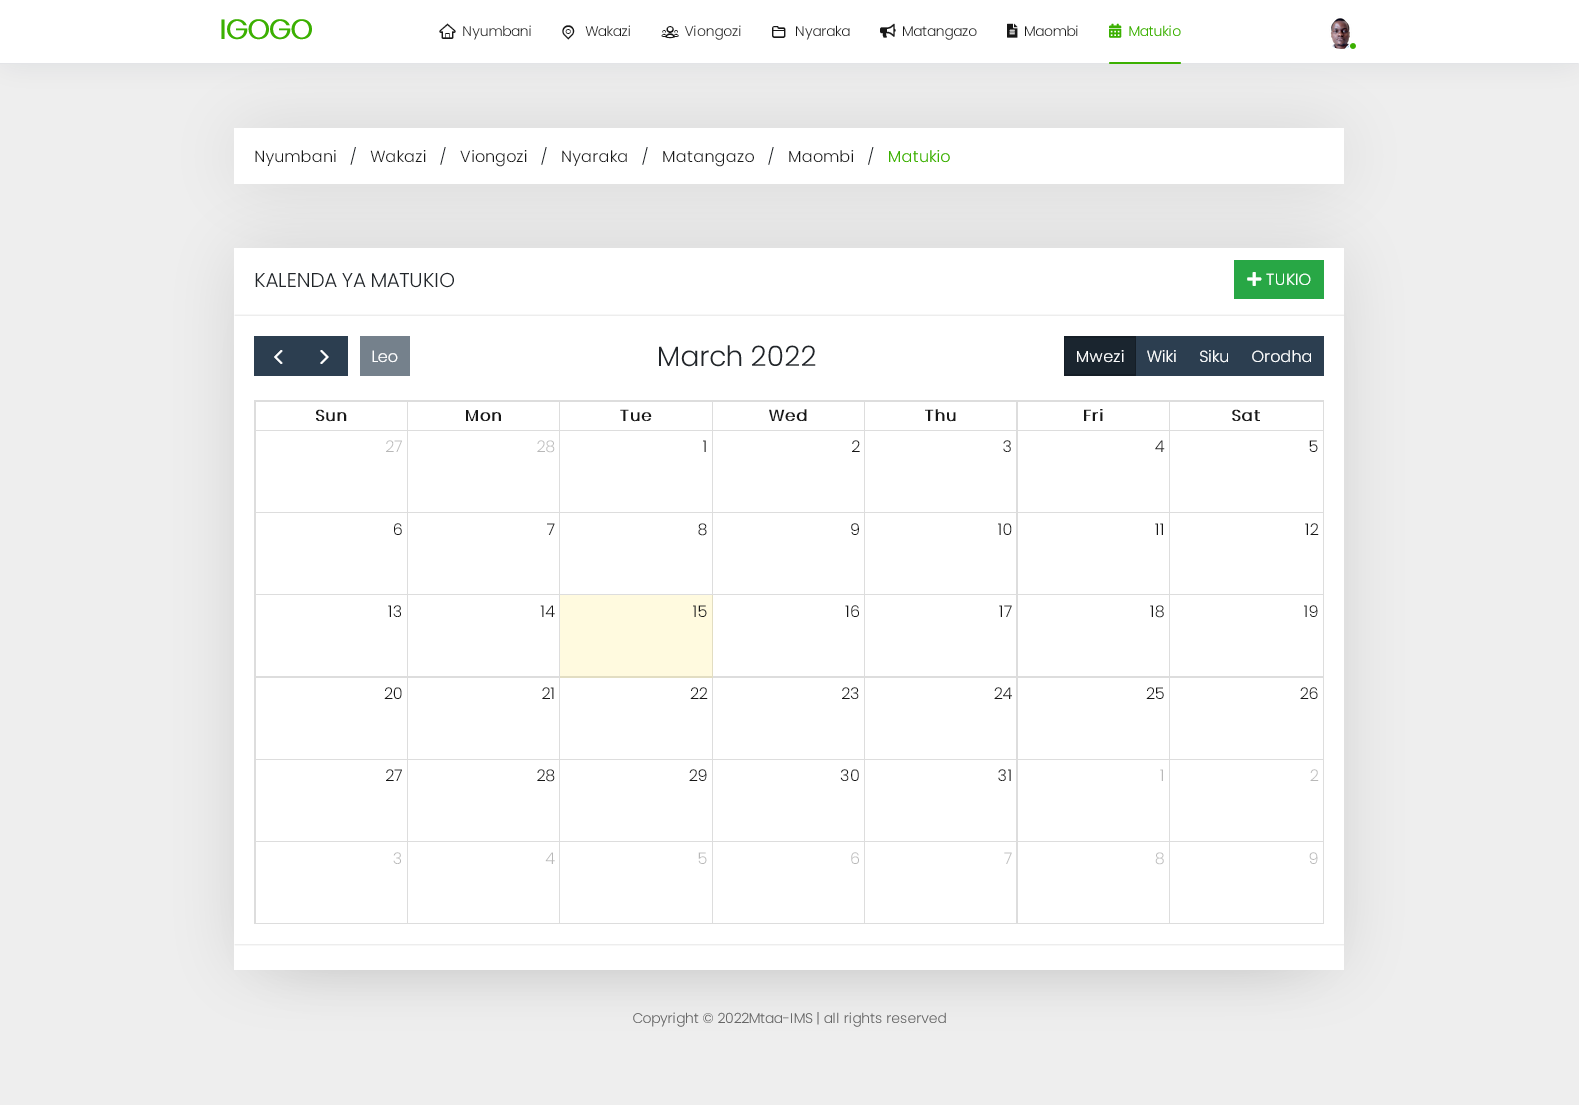 IGOGO Nyumbani Wakazi Viongozi Nyaraka Matangazo Maombi Matukio
Nyumbani / Wakazi / Viongozi / Nyaraka / Matangazo / Maombi / Matukio
KALENDA YA MATUKIO TUKIO
Leo March 2022 Mwezi Wiki Siku Orodha
Sun Mon Tue Wed Thu Fri Sat
27 28 1 2 3 4 5
6 7 8 9 10 11 12
13 14 15 16 17 18 19
20 21 22 23 24 25 26
27 28 29 30 31 1 2
3 4 5 6 7 8 9
Copyright © 2022Mtaa-IMS | all rights reserved